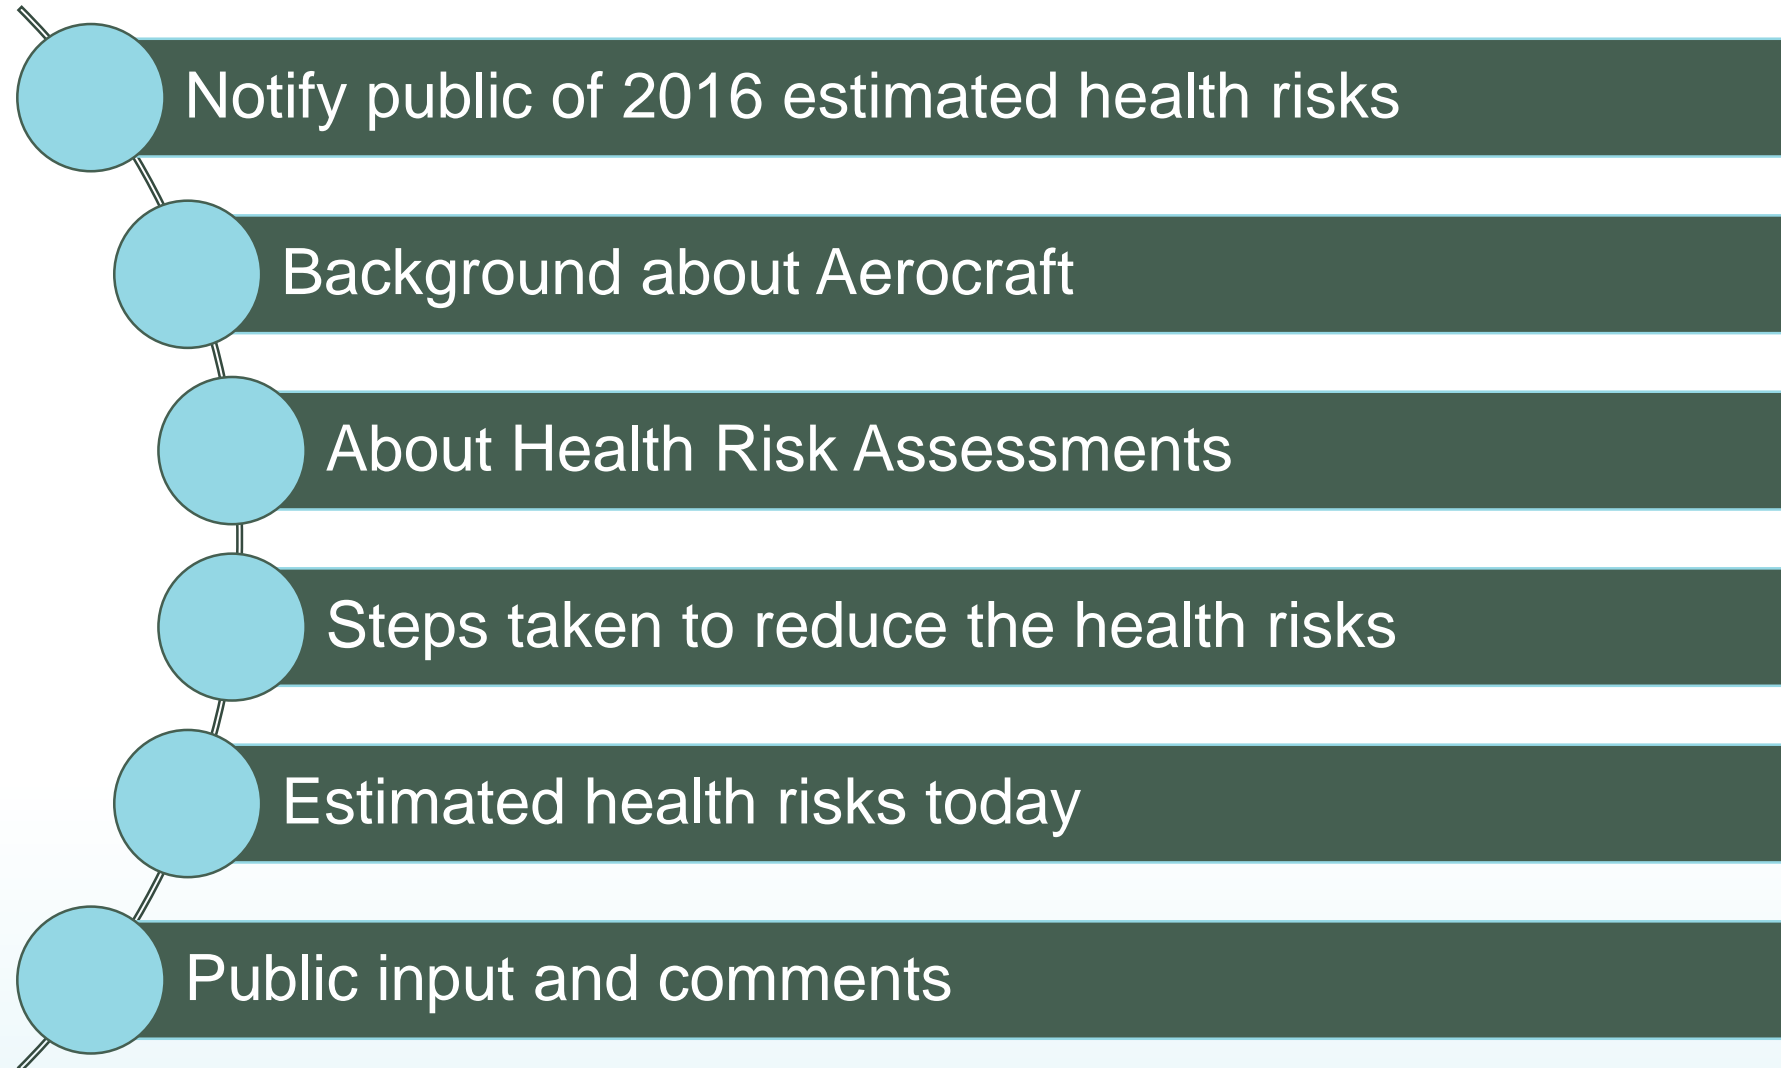 Notify public of 2016 estimated health risks
Background about Aerocraft
About Health Risk Assessments
Steps taken to reduce the health risks
Estimated health risks today
Public input and comments